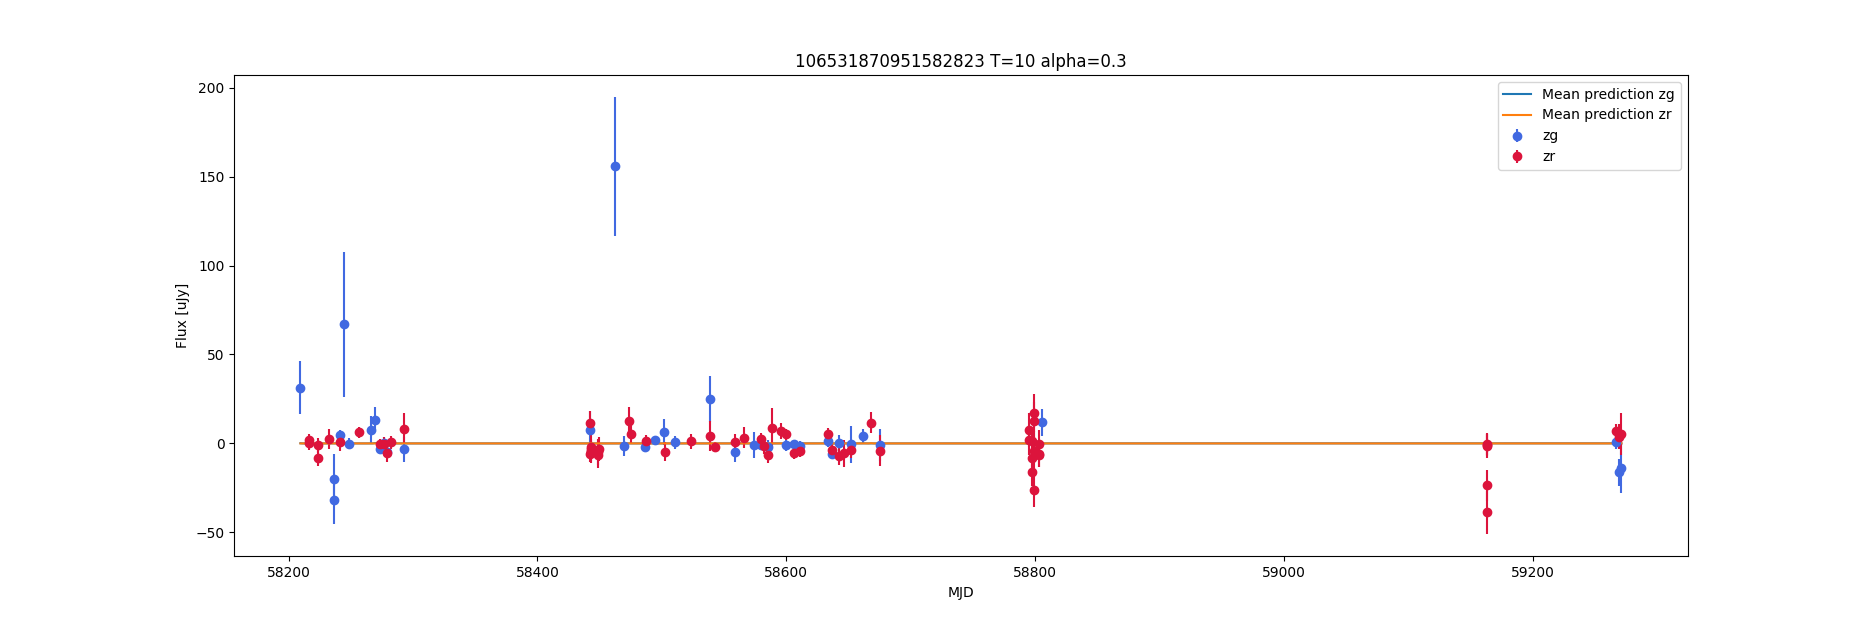 106531870951582823 T=10 alpha=0.3
200
150
100
50
0
−50
Flux [uJy]
58200
58400
58600
58800
59000
59200
MJD
Mean prediction zg
Mean prediction zr
zg
zr